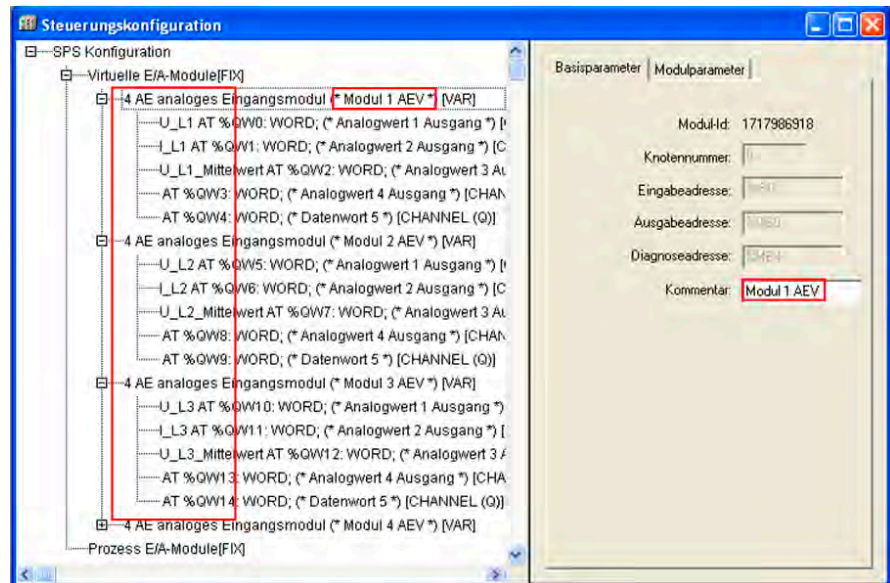 Steuerungskonfiguration
SPS Konfiguration
Virtuelle E/A-Module[FIX]
4 AE analoges Eingangsmodul (* Modul 1 AEV *) [VAR]
U_L1 AT %QW0: WORD; (* Analogwert 1 Ausgang *)
I_L1 AT %QW1: WORD; (* Analogwert 2 Ausgang *) [C
U_L1_Mittelwert AT %QW2: WORD; (* Analogwert 3 Au
AT %QW3: WORD; (* Analogwert 4 Ausgang *) [CHAN
AT %QW4: WORD; (* Datenwort 5 *) [CHANNEL (Q)]
4 AE analoges Eingangsmodul (* Modul 2 AEV *) [VAR]
U_L2 AT %QW5: WORD; (* Analogwert 1 Ausgang *)
I_L2 AT %QW6: WORD; (* Analogwert 2 Ausgang *) [C
U_L2_Mittelwert AT %QW7: WORD; (* Analogwert 3 Au
AT %QW8: WORD; (* Analogwert 4 Ausgang *) [CHAN
AT %QW9: WORD; (* Datenwort 5 *) [CHANNEL (Q)]
4 AE analoges Eingangsmodul (* Modul 3 AEV *) [VAR]
U_L3 AT %QW10: WORD; (* Analogwert 1 Ausgang *)
I_L3 AT %QW11: WORD; (* Analogwert 2 Ausgang *) [
U_L3_Mittelwert AT %QW12: WORD; (* Analogwert 3 A
AT %QW13: WORD; (* Analogwert 4 Ausgang *) [CHA
AT %QW14: WORD; (* Datenwort 5 *) [CHANNEL (Q)]
4 AE analoges Eingangsmodul (* Modul 4 AEV *) [VAR]
Prozess E/A-Module[FIX]
Basisparameter Modulparameter
Modul-Id: 1717986918
Knotennummer:
Eingabeadresse:
Ausgabeadresse:
Diagnoseadresse:
Kommentar: Modul 1 AEV